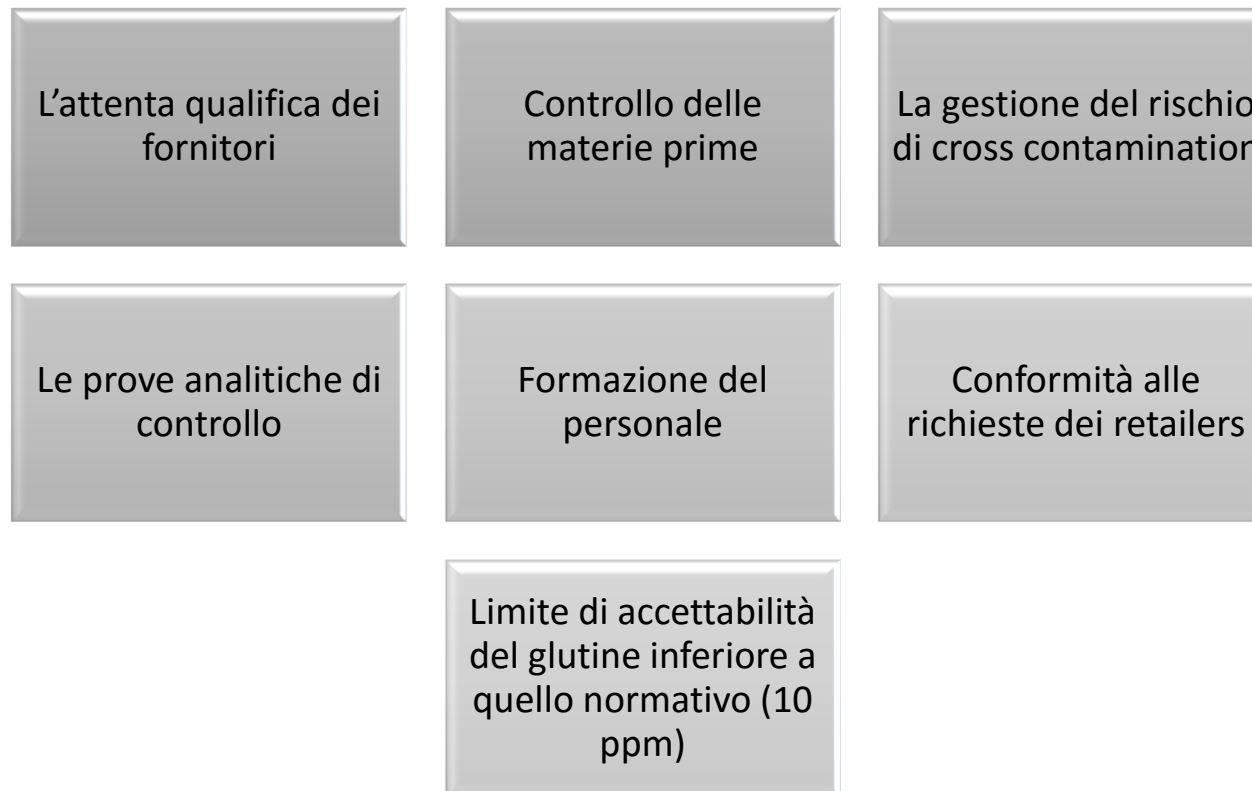 L'attenta qualifica dei
fornitori
Controllo delle
materie prime
La gestione del rischio
di cross contamination
Le prove analitiche di
controllo
Formazione del
personale
Conformità alle
richieste dei retailers
Limite di accettabilità
del glutine inferiore a
quello normativo (10
ppm)